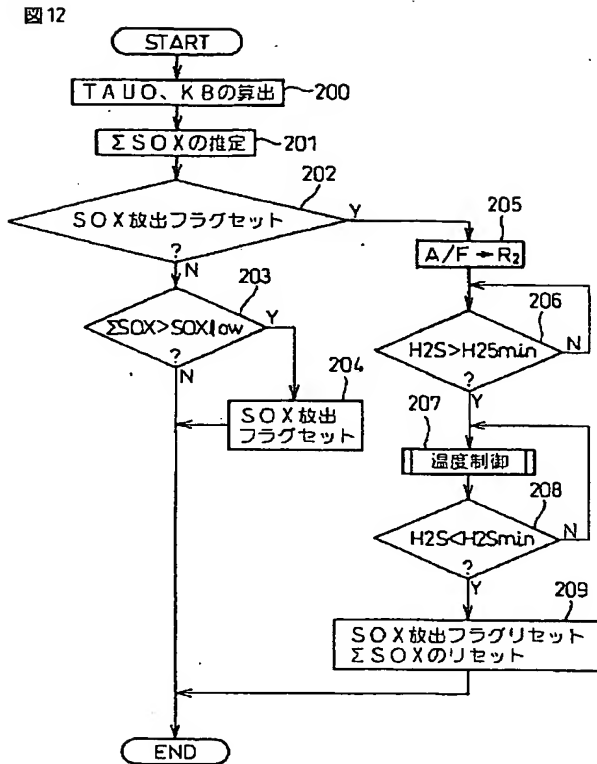 図12
START
TAUO、KBの算出
200
ΣSOXの推定
201
202
SOX放出フラグセット
?
Y
N
203
ΣSOX>SOXlow
?
Y
N
204
SOX放出
フラグセット
205
A/F→R₂
206
H2S>H25min
?
N
Y
207
温度制御
208
H2S<H2Smin
?
N
Y
209
SOX放出フラグリセット
ΣSOXのリセット
END